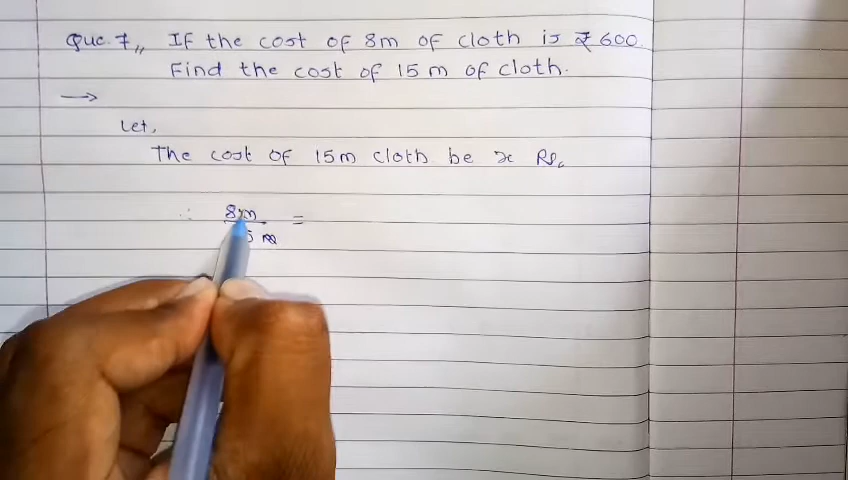 Que. 7,, If the cost of 8m of cloth is ₹ 600.
Find the cost of 15 m of cloth.
→
Let,
The cost of 15m cloth be x Rs.
∴ 8m =
5 m